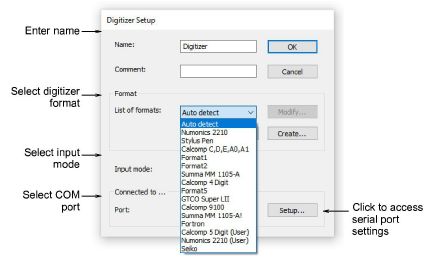 Digitizer Setup
Enter name
Name:
Digitizer
OK
Comment:
Cancel
Select digitizer
format
Format
List of formats:
Auto detect
Modify...
Auto detect
Numonics 2210
Stylus Pen
Calcomp C,D,E,A0,A1
Format1
Format2
Summa MM 1105-A
Calcomp 4 Digit
Format5
GTCO Super LII
Calcomp 9100
Summa MM 1105-A!
Fortron
Calcomp 5 Digit (User)
Numonics 2210 (User)
Seiko
Create...
Select input
mode
Input mode:
Select COM
port
Connected to ...
Port:
Setup...
Click to access
serial port
settings